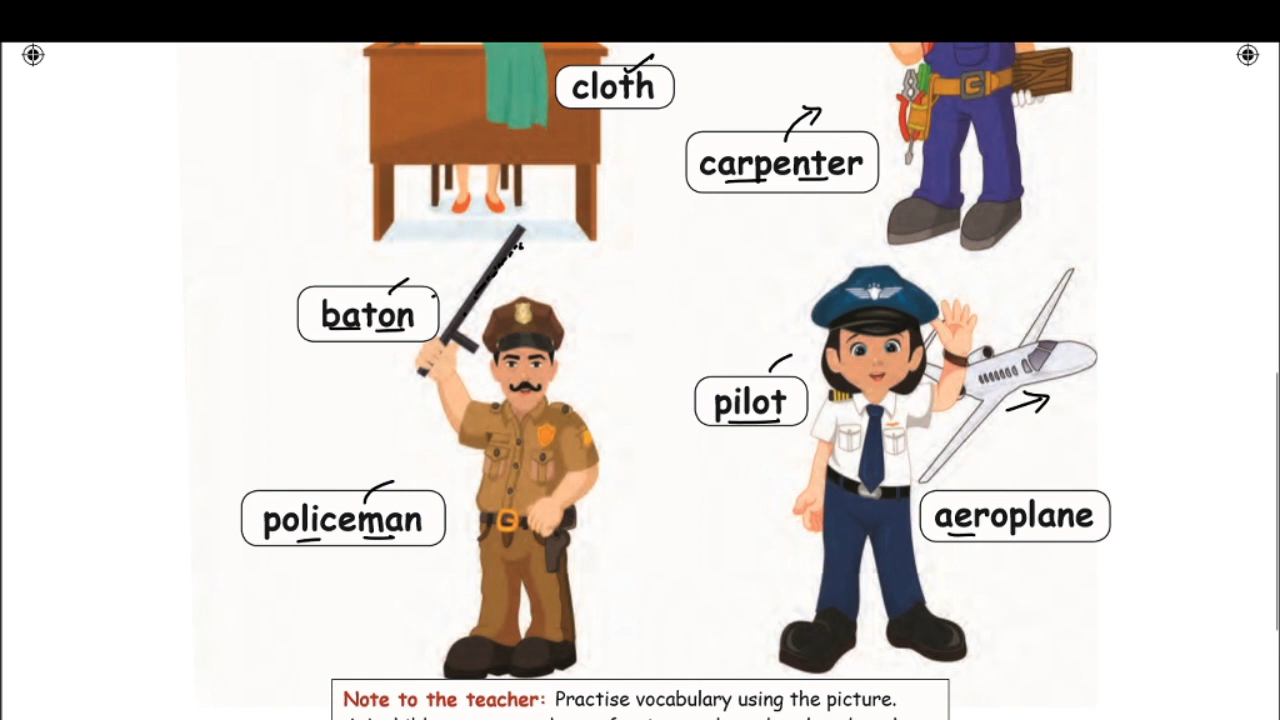 cloth
carpenter
baton
pilot
policeman
aeroplane
Note to the teacher: Practise vocabulary using the picture.